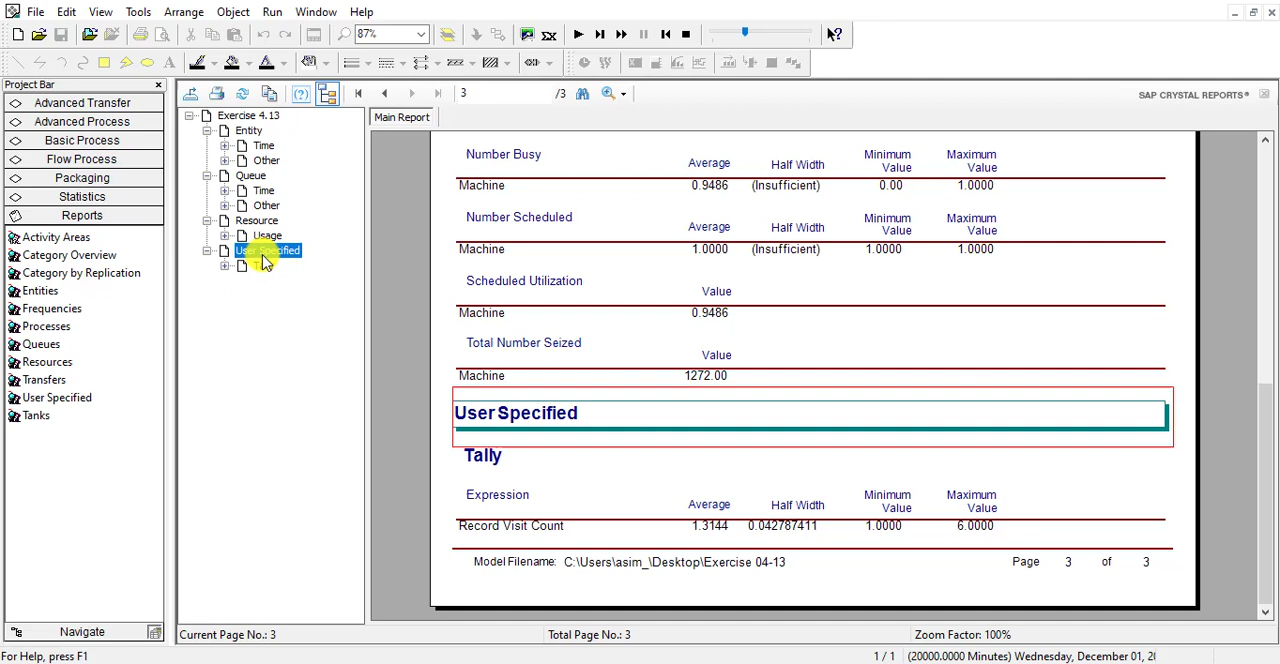 File Edit View Tools Arrange Object Run Window Help
87%
Project Bar
3 /3
SAP CRYSTAL REPORTS®
Advanced Transfer
Advanced Process
Basic Process
Flow Process
Packaging
Statistics
Reports
Activity Areas
Category Overview
Category by Replication
Entities
Frequencies
Processes
Queues
Resources
Transfers
User Specified
Tanks
Navigate
Exercise 4.13
Entity
Time
Other
Queue
Time
Other
Resource
Usage
User Specified
Main Report
Number Busy Average Half Width Minimum Value Maximum Value
Machine 0.9486 (Insufficient) 0.00 1.0000
Number Scheduled Average Half Width Minimum Value Maximum Value
Machine 1.0000 (Insufficient) 1.0000 1.0000
Scheduled Utilization Value
Machine 0.9486
Total Number Seized Value
Machine 1272.00
User Specified
Tally
Expression Average Half Width Minimum Value Maximum Value
Record Visit Count 1.3144 0.042787411 1.0000 6.0000
Model Filename: C:\Users\asim_\Desktop\Exercise 04-13 Page 3 of 3
Current Page No.: 3 Total Page No.: 3 Zoom Factor: 100%
For Help, press F1 1 / 1 (20000.0000 Minutes) Wednesday, December 01, 20